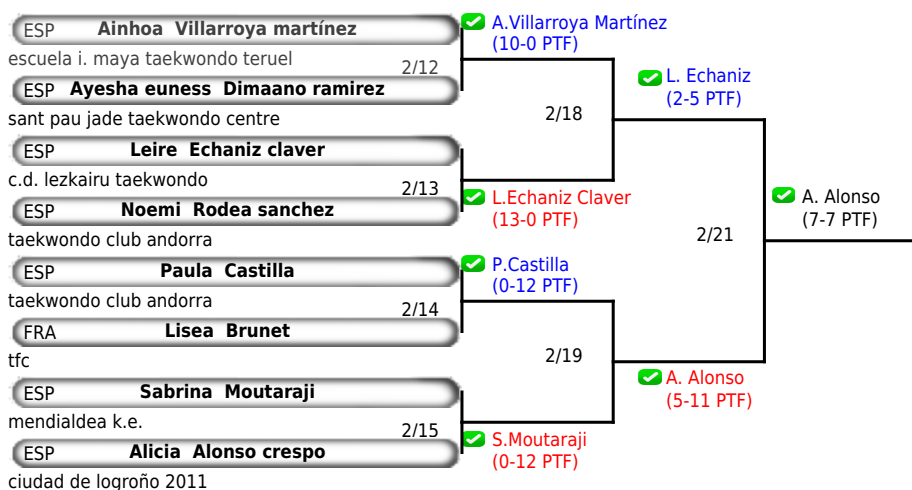 ESP Ainhoa Villarroya martínez
escuela i. maya taekwondo teruel
2/12
ESP Ayesha euness Dimaano ramirez
sant pau jade taekwondo centre
ESP Leire Echaniz claver
c.d. lezkairu taekwondo
2/13
ESP Noemi Rodea sanchez
taekwondo club andorra
ESP Paula Castilla
taekwondo club andorra
2/14
FRA Lisea Brunet
tfc
ESP Sabrina Moutaraji
mendialdea k.e.
2/15
ESP Alicia Alonso crespo
ciudad de logroño 2011
A.Villarroya Martínez
(10-0 PTF)
2/18
L.Echaniz Claver
(13-0 PTF)
P.Castilla
(0-12 PTF)
2/19
S.Moutaraji
(0-12 PTF)
L. Echaniz
(2-5 PTF)
2/21
A. Alonso
(5-11 PTF)
A. Alonso
(7-7 PTF)